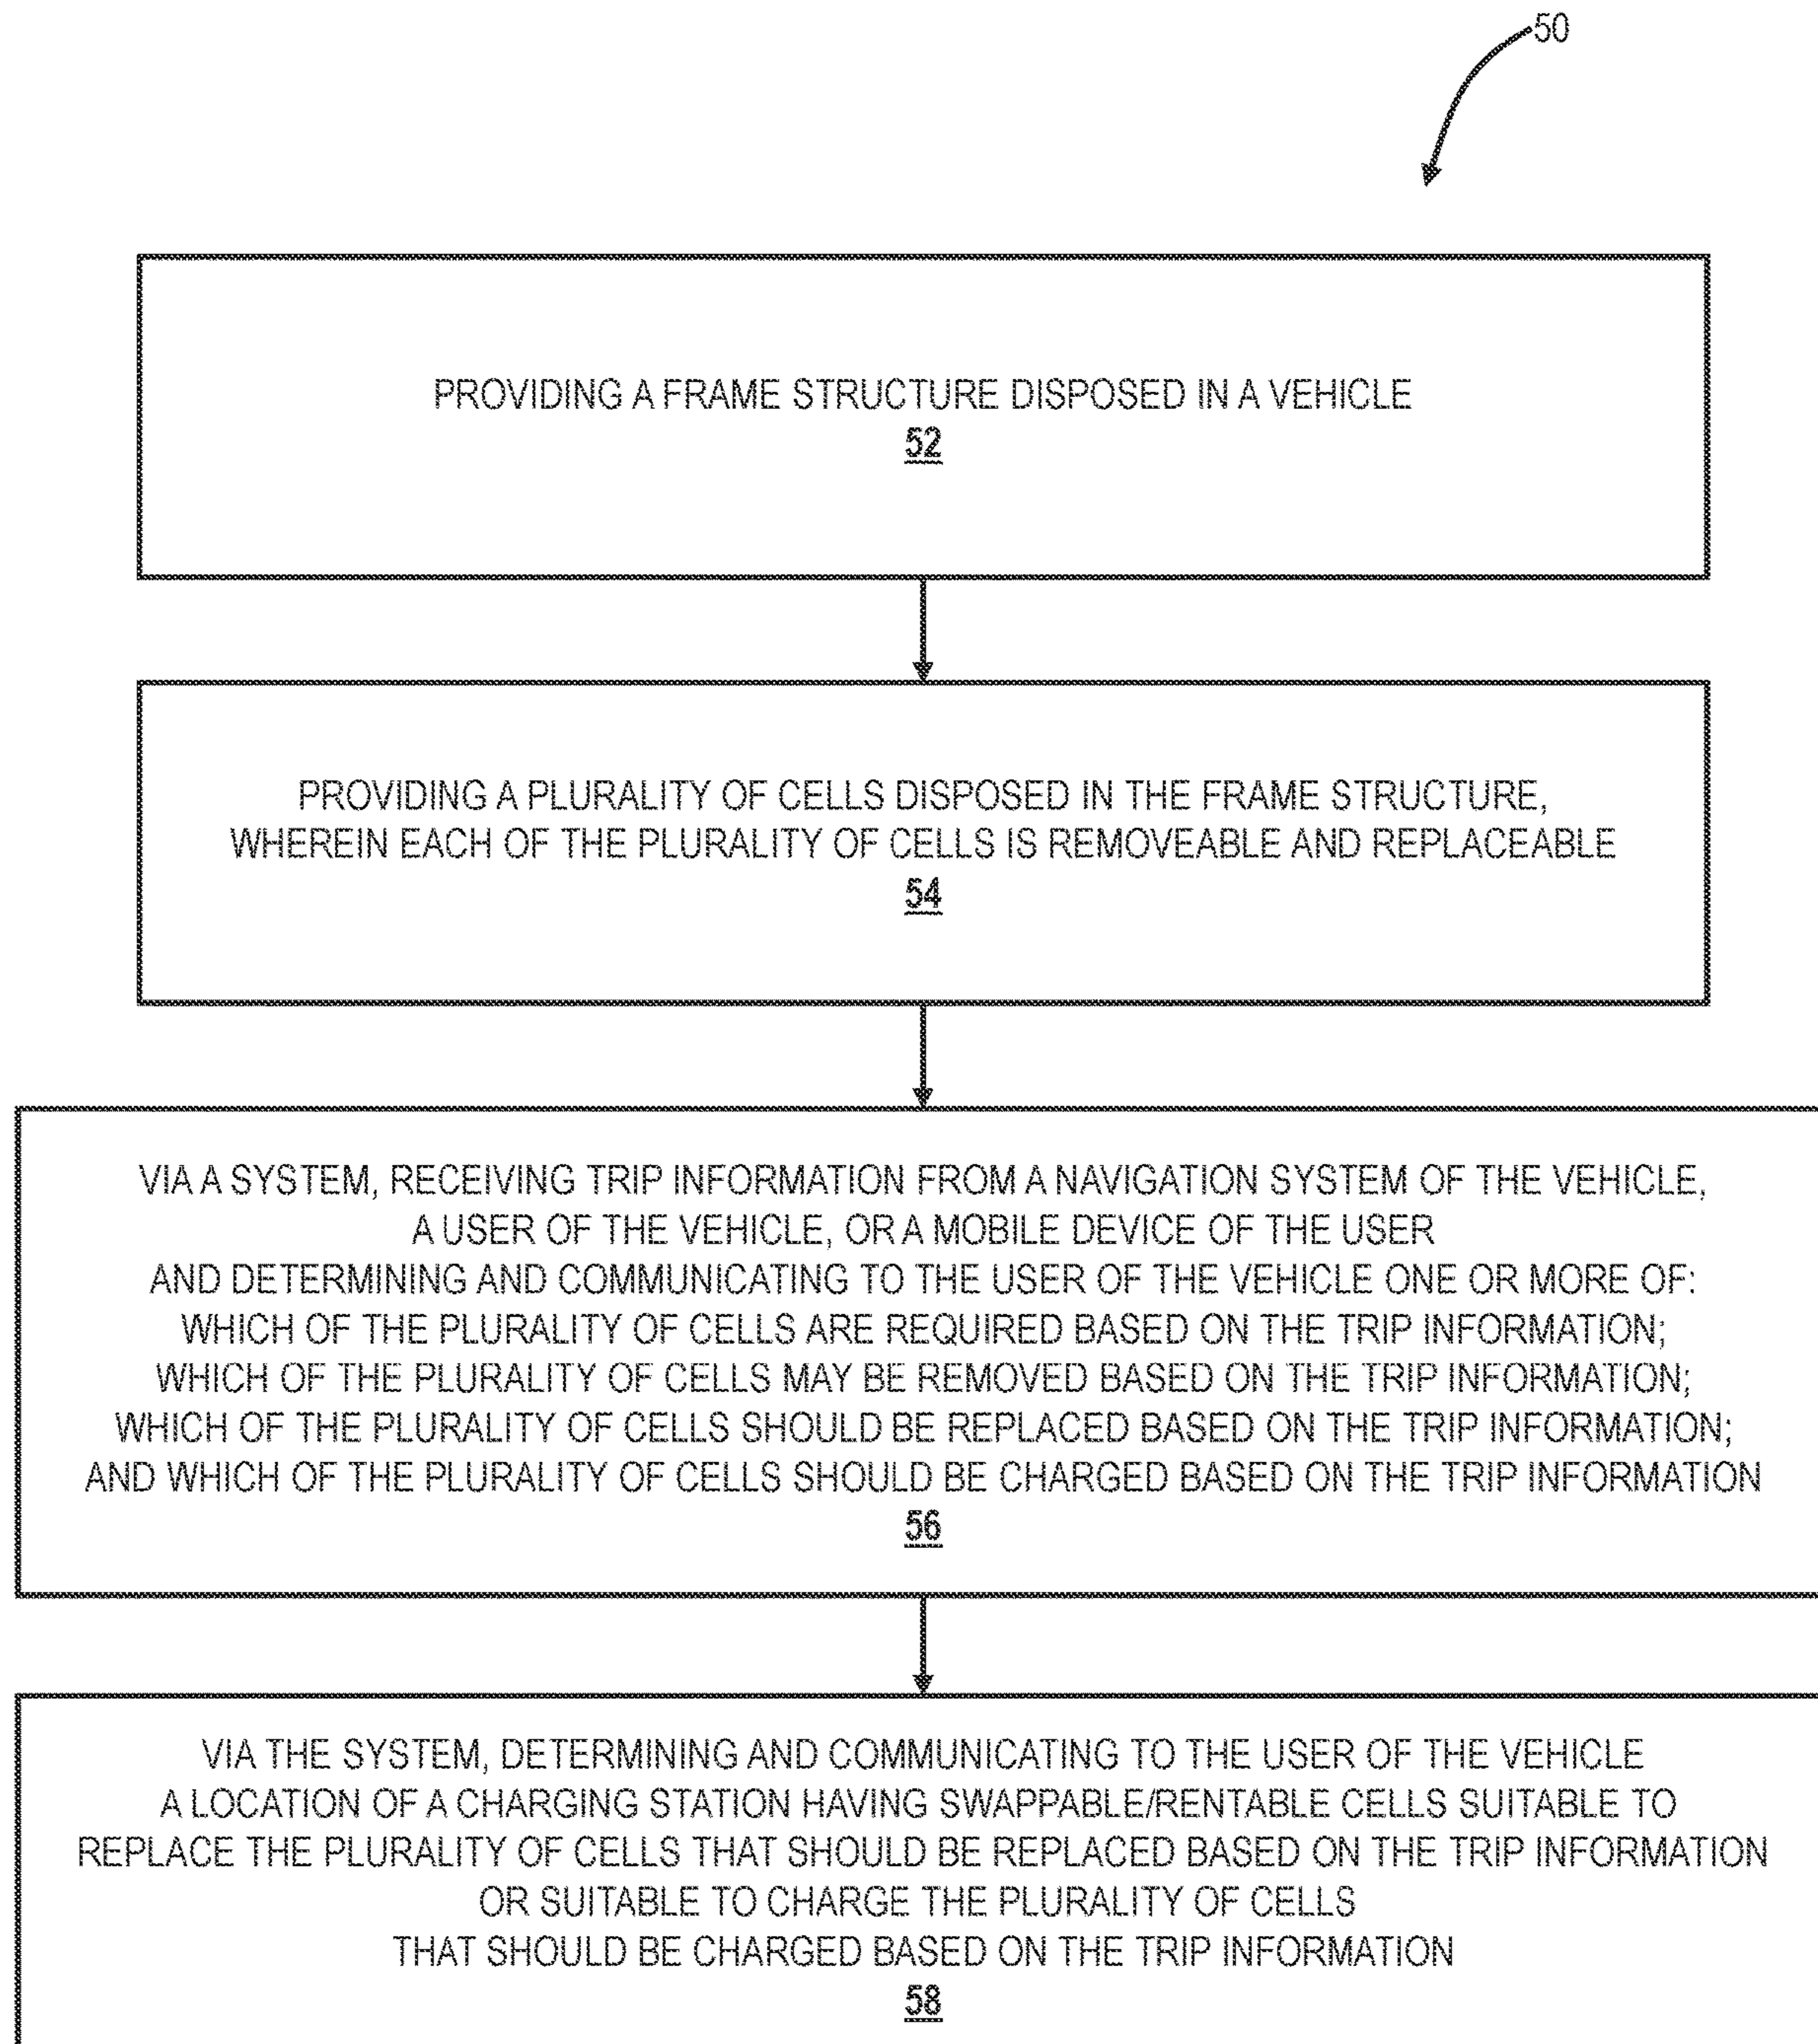 50
PROVIDING A FRAME STRUCTURE DISPOSED IN A VEHICLE
52
PROVIDING A PLURALITY OF CELLS DISPOSED IN THE FRAME STRUCTURE,
WHEREIN EACH OF THE PLURALITY OF CELLS IS REMOVEABLE AND REPLACEABLE
54
VIA A SYSTEM, RECEIVING TRIP INFORMATION FROM A NAVIGATION SYSTEM OF THE VEHICLE,
A USER OF THE VEHICLE, OR A MOBILE DEVICE OF THE USER
AND DETERMINING AND COMMUNICATING TO THE USER OF THE VEHICLE ONE OR MORE OF:
WHICH OF THE PLURALITY OF CELLS ARE REQUIRED BASED ON THE TRIP INFORMATION;
WHICH OF THE PLURALITY OF CELLS MAY BE REMOVED BASED ON THE TRIP INFORMATION;
WHICH OF THE PLURALITY OF CELLS SHOULD BE REPLACED BASED ON THE TRIP INFORMATION;
AND WHICH OF THE PLURALITY OF CELLS SHOULD BE CHARGED BASED ON THE TRIP INFORMATION
56
VIA THE SYSTEM, DETERMINING AND COMMUNICATING TO THE USER OF THE VEHICLE
A LOCATION OF A CHARGING STATION HAVING SWAPPABLE/RENTABLE CELLS SUITABLE TO
REPLACE THE PLURALITY OF CELLS THAT SHOULD BE REPLACED BASED ON THE TRIP INFORMATION
OR SUITABLE TO CHARGE THE PLURALITY OF CELLS
THAT SHOULD BE CHARGED BASED ON THE TRIP INFORMATION
58